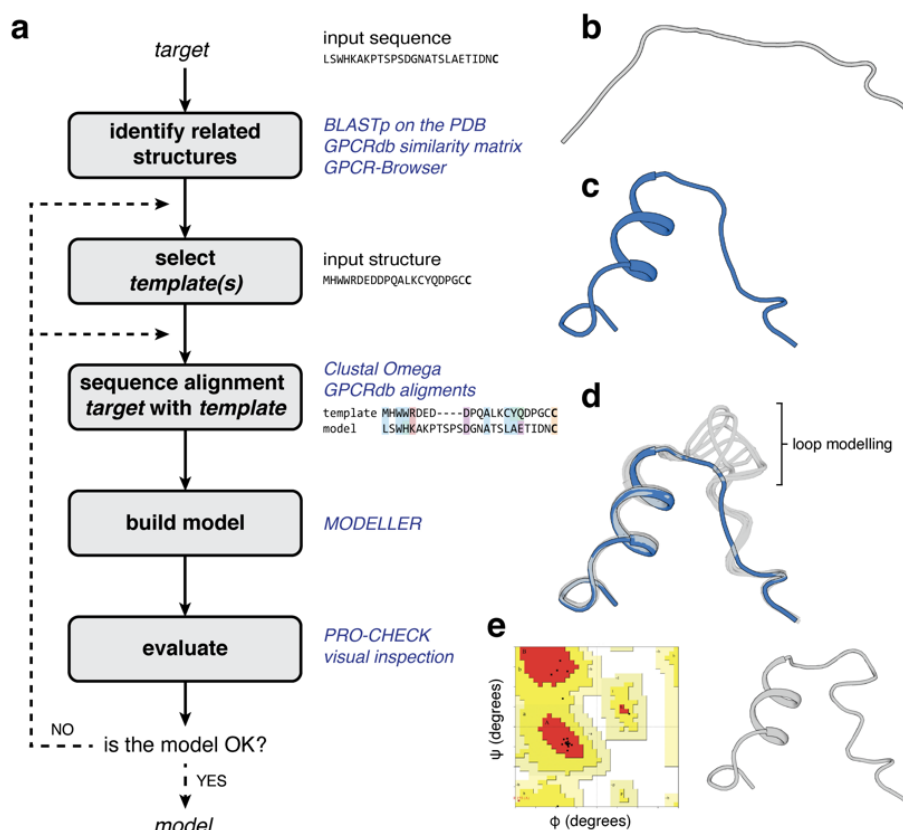 a
target
input sequence
LSWHKAKPTSPSDGNATSLAETIDNC
identify related
structures
BLASTp on the PDB
GPCRdb similarity matrix
GPCR-Browser
select
template(s)
input structure
MHWWRDEDDPQALKCYQDPGCC
sequence alignment
target with template
Clustal Omega
GPCRdb aligments
template MHWWRDED----DPQALKCYQDPGCC
model LSWHKAKPTSPSDGNATSLAETIDNC
build model
MODELLER
evaluate
PRO-CHECK
visual inspection
NO
is the model OK?
YES
model
b
c
d
loop modelling
e
ψ (degrees)
ϕ (degrees)